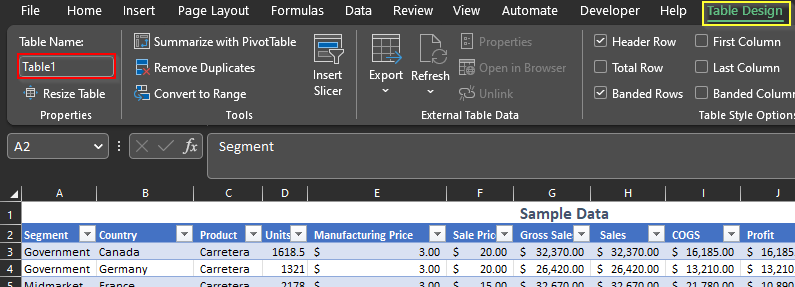 File Home Insert Page Layout Formulas Data Review View Automate Developer Help Table Design
Table Name:
Table1
Resize Table
Properties
Summarize with PivotTable
Remove Duplicates
Convert to Range
Tools
Insert
Slicer
Export
Refresh
Properties
Open in Browser
Unlink
External Table Data
Header Row
Total Row
Banded Rows
First Column
Last Column
Banded Column
Table Style Options
A2 fx Segment
A B C D E F G H I J
1 Sample Data
2 Segment Country Product Units Manufacturing Price Sale Pric Gross Sale Sales COGS Profit
3 Government Canada Carretera 1618.5 $ 3.00 $ 20.00 $ 32,370.00 $ 32,370.00 $ 16,185.00 $ 16,185
4 Government Germany Carretera 1321 $ 3.00 $ 20.00 $ 26,420.00 $ 26,420.00 $ 13,210.00 $ 13,210
5 Midmarket France Carretera 2178 $ 3.00 $ 15.00 $ 32,670.00 $ 32,670.00 $ 21,780.00 $ 10,890